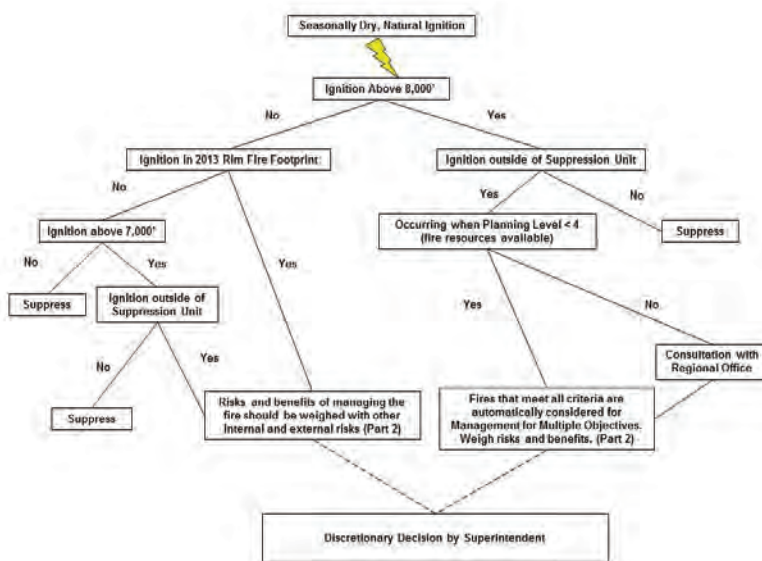 Seasonally Dry, Natural Ignition
Ignition Above 8,000'
No
Yes
Ignition in 2013 Rim Fire Footprint:
Ignition outside of Suppression Unit
No
Yes
No
Ignition above 7,000'
Occurring when Planning Level < 4
(fire resources available)
Suppress
No
Yes
Yes
Suppress
Ignition outside of
Suppression Unit
Yes
No
No
Yes
Consultation with
Regional Office
Suppress
Risks and benefits of managing the
fire should be weighed with other
Internal and external risks (Part 2)
Fires that meet all criteria are
automatically considered for
Management for Multiple Objectives.
Weigh risks and benefits. (Part 2)
Discretionary Decision by Superintendent